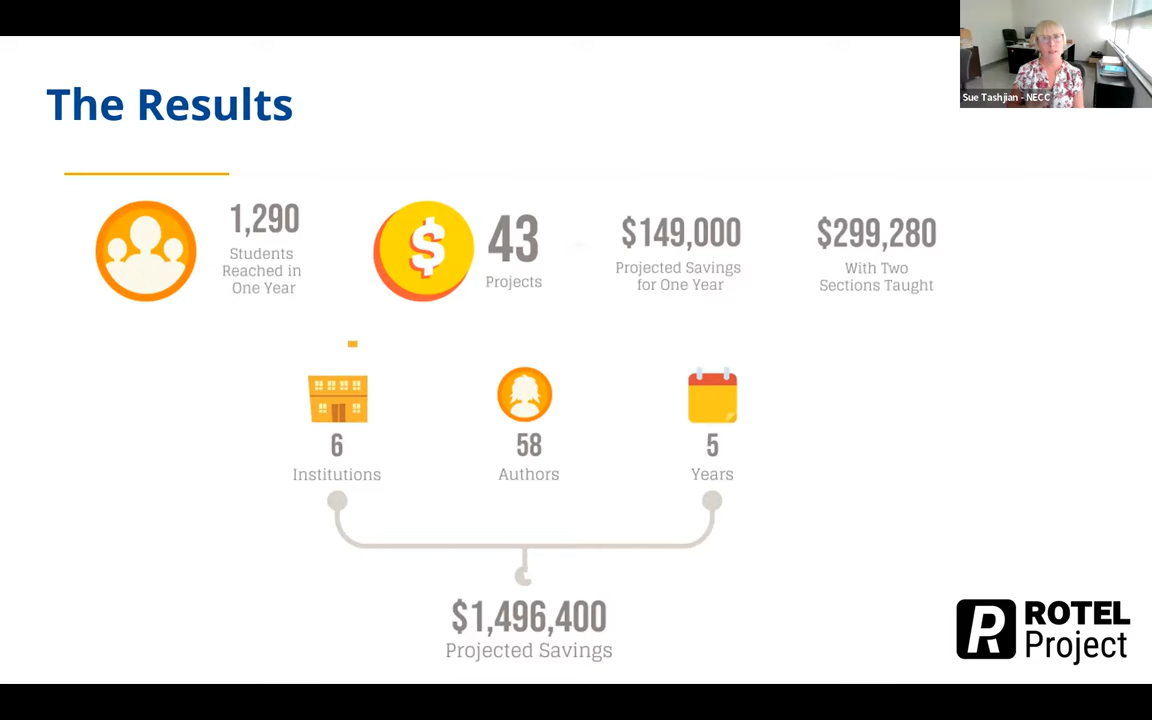 The Results
Sue Tashjian - NECC
1,290
Students
Reached in
One Year
43
Projects
$149,000
Projected Savings
for One Year
$299,280
With Two
Sections Taught
6
Institutions
58
Authors
5
Years
$1,496,400
Projected Savings
R ROTEL
Project